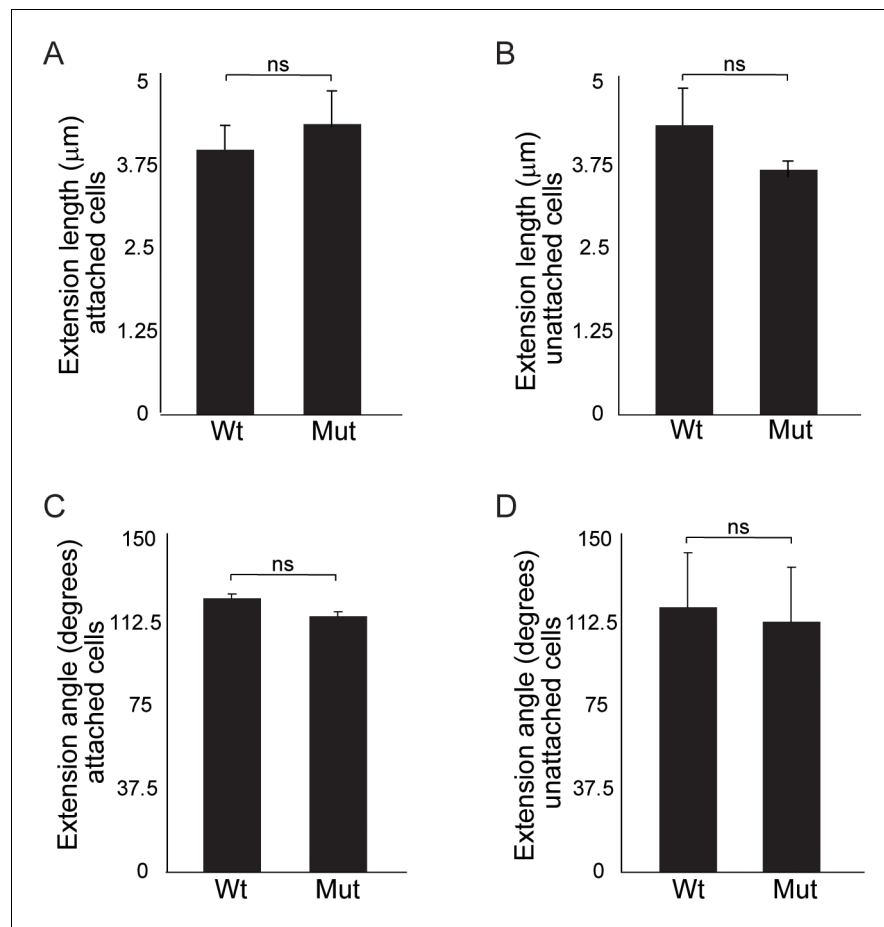 A
Extension length (μm)
attached cells
5
3.75
2.5
1.25
0
ns
Wt
Mut
B
Extension length (μm)
unattached cells
5
3.75
2.5
1.25
0
ns
Wt
Mut
C
Extension angle (degrees)
attached cells
150
112.5
75
37.5
0
ns
Wt
Mut
D
Extension angle (degrees)
unattached cells
150
112.5
75
37.5
0
ns
Wt
Mut